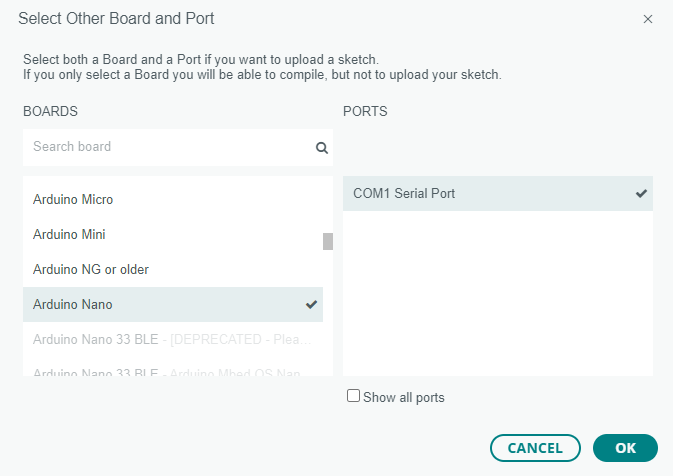 Select Other Board and Port
Select both a Board and a Port if you want to upload a sketch.
If you only select a Board you will be able to compile, but not to upload your sketch.
BOARDS
PORTS
Search board
Arduino Micro
Arduino Mini
Arduino NG or older
Arduino Nano
Arduino Nano 33 BLE - [DEPRECATED - Plea...
Arduino Nano 33 BLE - Arduino Mbed OS Nan...
COM1 Serial Port
Show all ports
CANCEL
OK